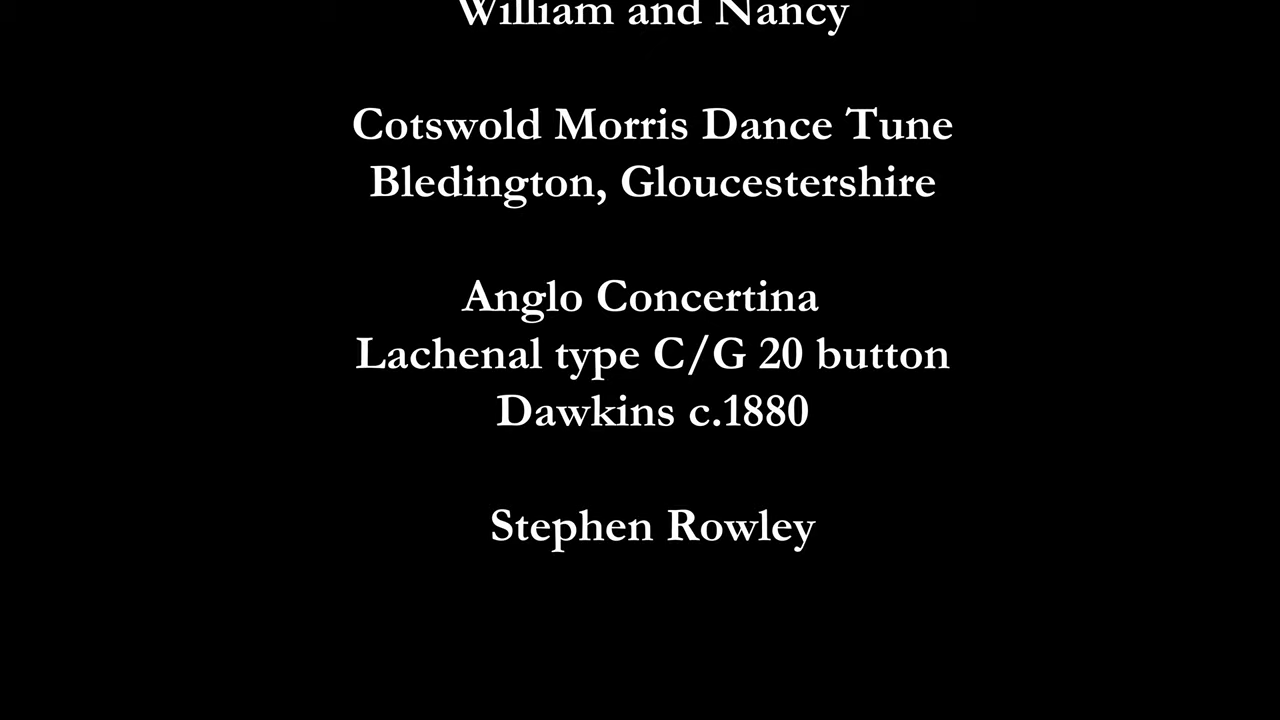 William and Nancy
Cotswold Morris Dance Tune
Bledington, Gloucestershire
Anglo Concertina
Lachenal type C/G 20 button
Dawkins c.1880
Stephen Rowley